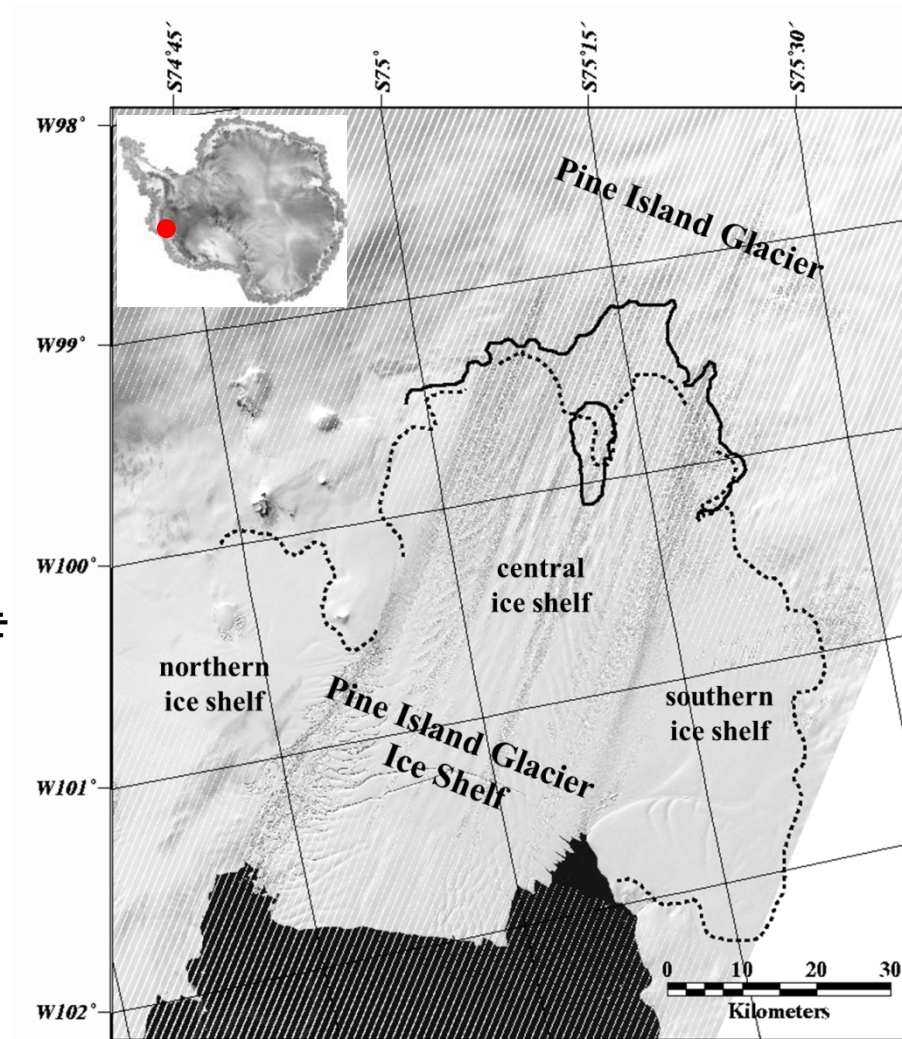 S74°45´
S75°
S75°15´
S75°30´
W98°
Pine Island Glacier
W99°
W100°
central
ice shelf
northern
ice shelf
southern
ice shelf
Pine Island Glacier
Ice Shelf
W101°
0 10 20 30
Kilometers
W102°